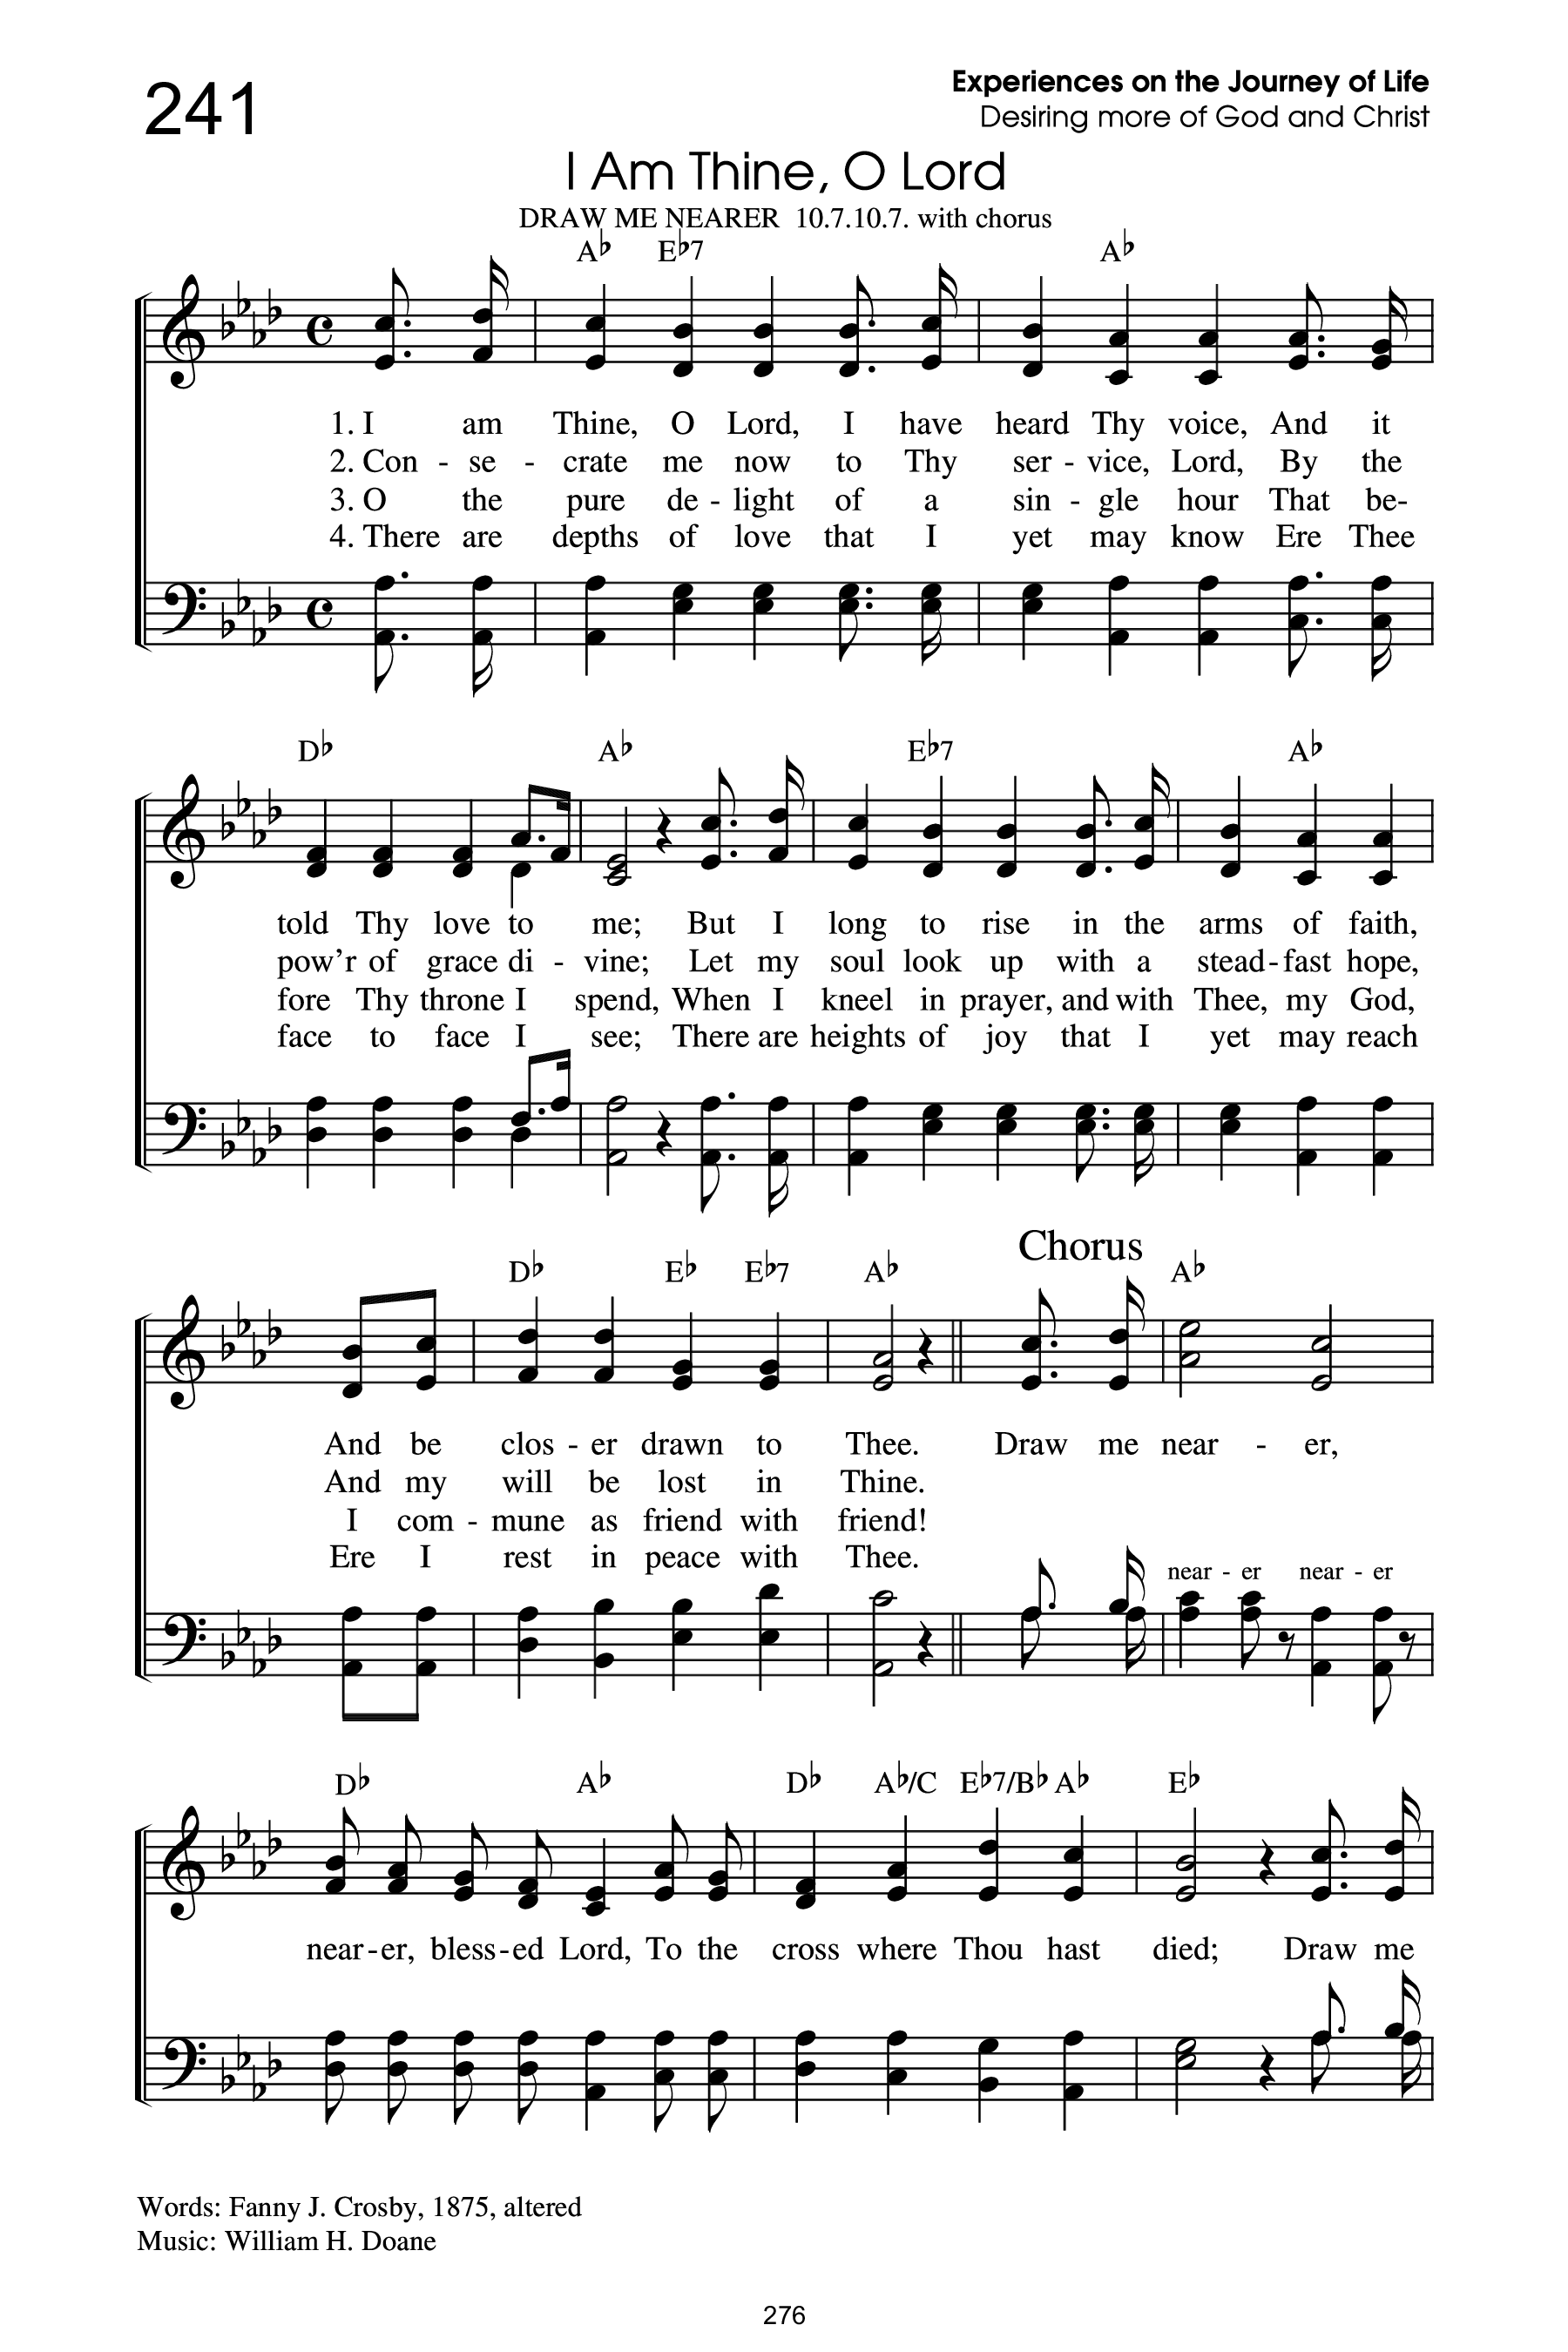 241
Experiences on the Journey of Life
Desiring more of God and Christ
I Am Thine, O Lord
DRAW ME NEARER 10.7.10.7. with chorus
A♭ E♭7 A♭
1. I am Thine, O Lord, I have heard Thy voice, And it
2. Con - se - crate me now to Thy ser - vice, Lord, By the
3. O the pure de - light of a sin - gle hour That be-
4. There are depths of love that I yet may know Ere Thee
D♭ A♭ E♭7 A♭
told Thy love to me; But I long to rise in the arms of faith,
pow’r of grace di - vine; Let my soul look up with a stead - fast hope,
fore Thy throne I spend, When I kneel in prayer, and with Thee, my God,
face to face I see; There are heights of joy that I yet may reach
Chorus
D♭ E♭ E♭7 A♭ A♭
And be clos - er drawn to Thee. Draw me near - er,
And my will be lost in Thine.
I com - mune as friend with friend!
Ere I rest in peace with Thee.
near - er near - er
D♭ A♭ D♭ A♭/C E♭7/B♭ A♭ E♭
near - er, bless - ed Lord, To the cross where Thou hast died; Draw me
Words: Fanny J. Crosby, 1875, altered
Music: William H. Doane
276